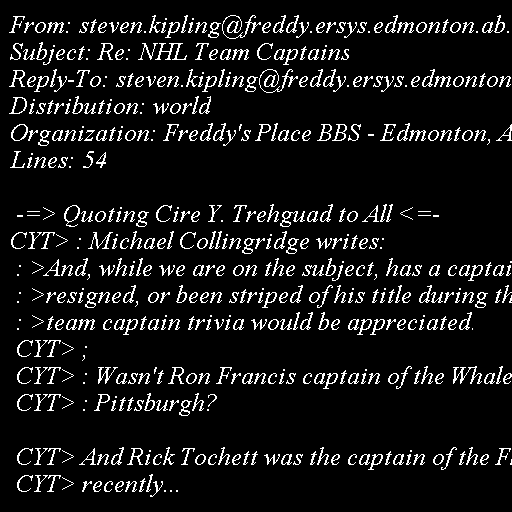 From: steven.kipling@freddy.ersys.edmonton.ab.
Subject: Re: NHL Team Captains
Reply-To: steven.kipling@freddy.ersys.edmonton
Distribution: world
Organization: Freddy's Place BBS - Edmonton, A
Lines: 54
-=> Quoting Cire Y. Trehguad to All <=-
CYT> : Michael Collingridge writes:
: >And, while we are on the subject, has a captai
: >resigned, or been striped of his title during th
: >team captain trivia would be appreciated.
CYT> ;
CYT> : Wasn't Ron Francis captain of the Whale
CYT> : Pittsburgh?
CYT> And Rick Tochett was the captain of the Fl
CYT> recently...